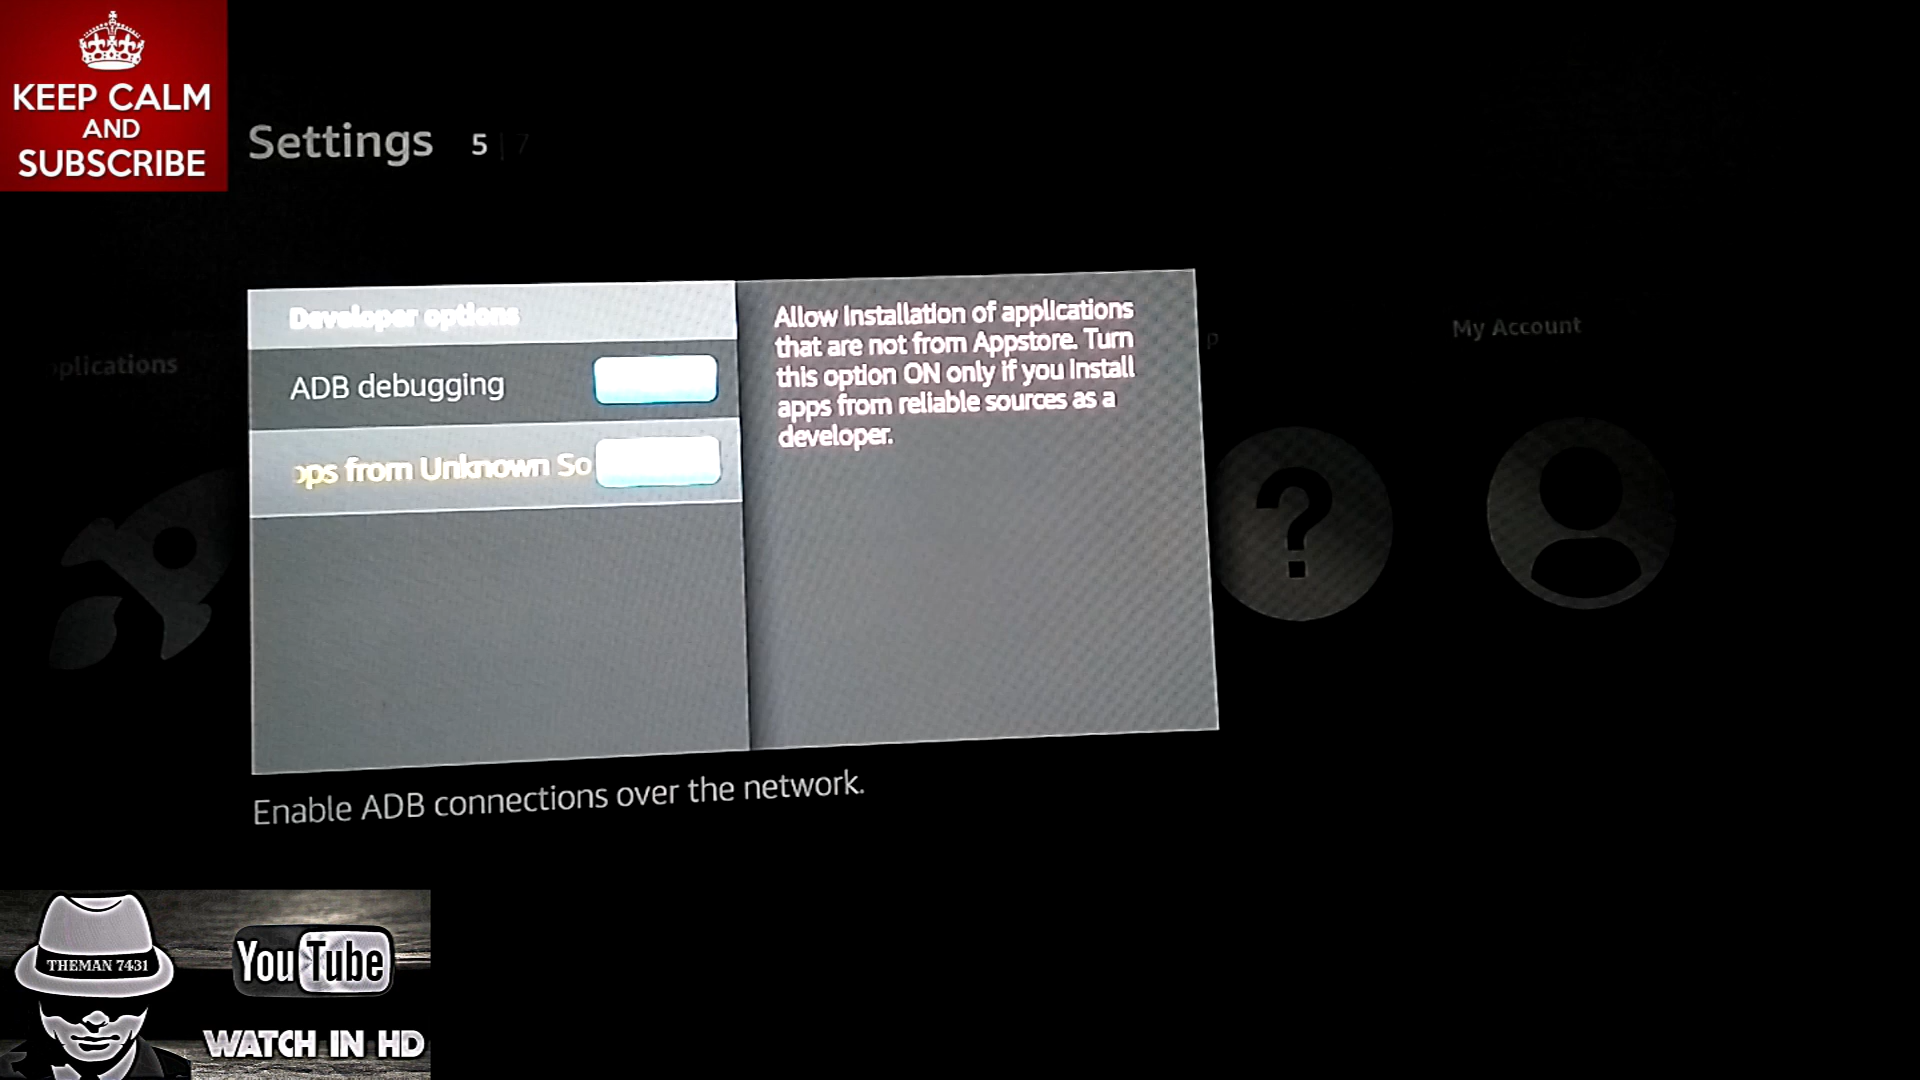 KEEP CALM
AND
SUBSCRIBE
Settings 5 | 7
Developer options
ADB debugging
pps from Unknown So
Allow Installation of applications
that are not from Appstore. Turn
this option ON only if you install
apps from reliable sources as a
developer.
plications
p
My Account
?
Enable ADB connections over the network.
THEMAN 7431
YouTube
WATCH IN HD